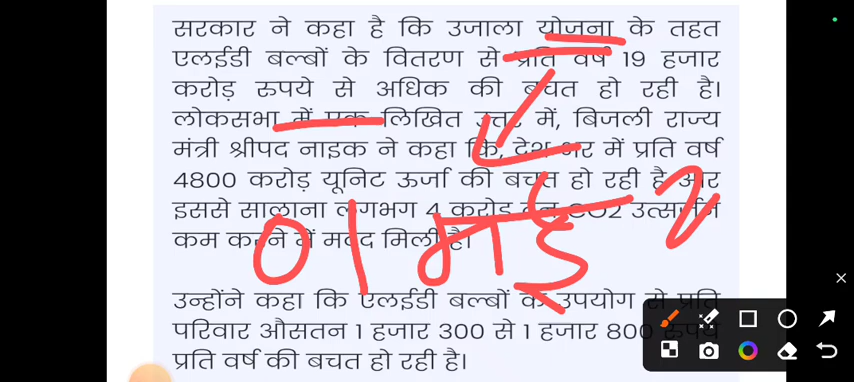 सरकार ने कहा है कि उजाला योजना के तहत
एलईडी बल्बों के वितरण से प्रति वर्ष 19 हजार
करोड़ रुपये से अधिक की बचत हो रही है।
लोकसभा में एक लिखित उत्तर में, बिजली राज्य
मंत्री श्रीपद नाइक ने कहा कि, देश भर में प्रति वर्ष
4800 करोड़ यूनिट ऊर्जा की बचत हो रही है और
इससे सालाना लगभग 4 करोड़ टन CO2 उत्सर्जन
कम करने में मदद मिली है।
01 मई
उन्होंने कहा कि एलईडी बल्बों के उपयोग से प्रति
परिवार औसतन 1 हजार 300 से 1 हजार 800 रुपये
प्रति वर्ष की बचत हो रही है।